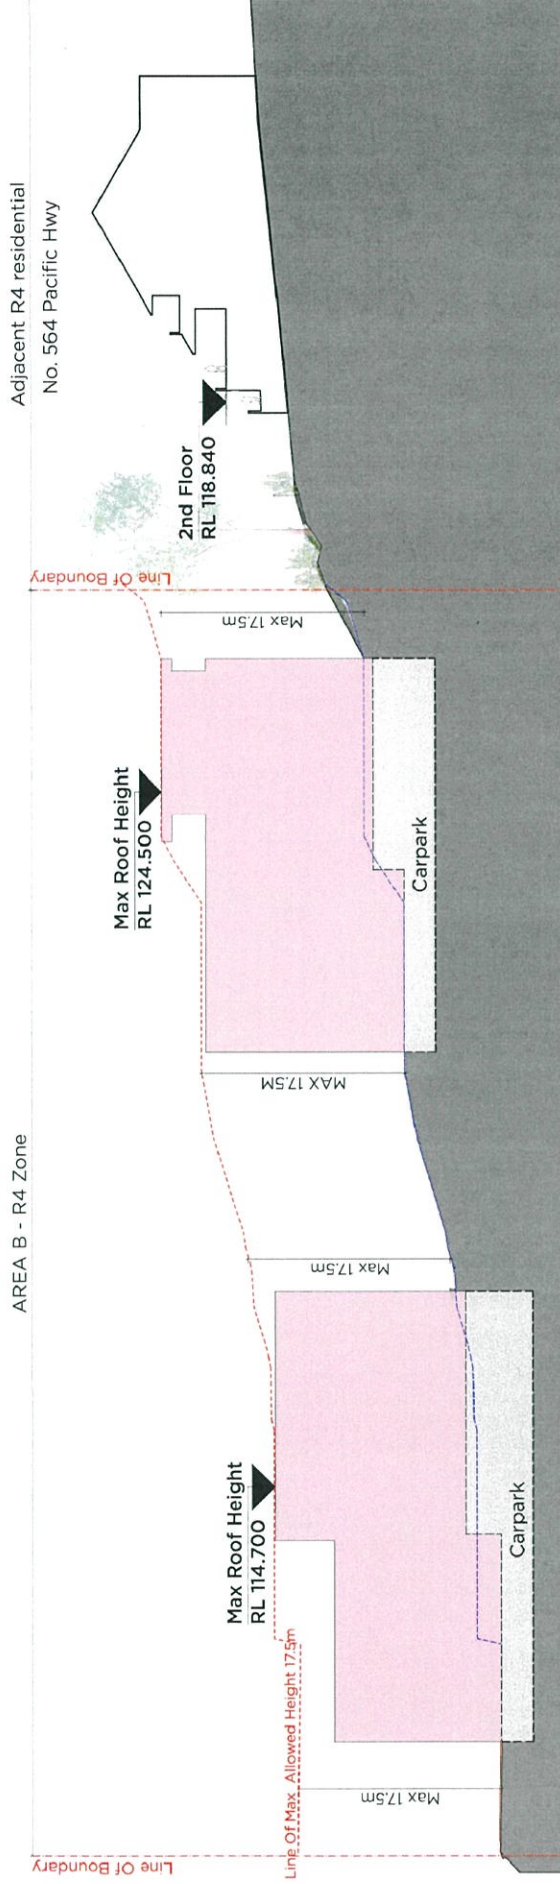 AREA B - R4 Zone
Adjacent R4 residential
No. 564 Pacific Hwy
Line Of Boundary
Line Of Max. Allowed Height 17.5m
Max 17.5m
Max Roof Height
RL 114.700
Carpark
Max 17.5m
MAX 17.5M
Max Roof Height
RL 124.500
Carpark
Max 17.5m
Line Of Boundary
2nd Floor
RL 118.840